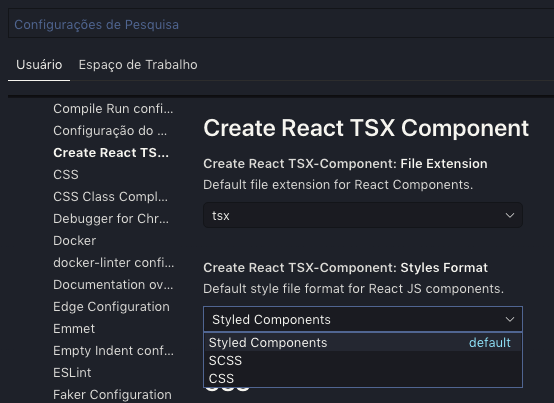 Configurações de Pesquisa
Usuário
Espaço de Trabalho
Compile Run confi...
Configuração do ...
Create React TS...
CSS
CSS Class Compl...
Debugger for Chr...
Docker
docker-linter confi...
Documentation ov...
Edge Configuration
Emmet
Empty Indent conf...
ESLint
Faker Configuration
Create React TSX Component
Create React TSX-Component: File Extension
Default file extension for React Components.
tsx
Create React TSX-Component: Styles Format
Default style file format for React JS components.
Styled Components
Styled Components default
SCSS
CSS